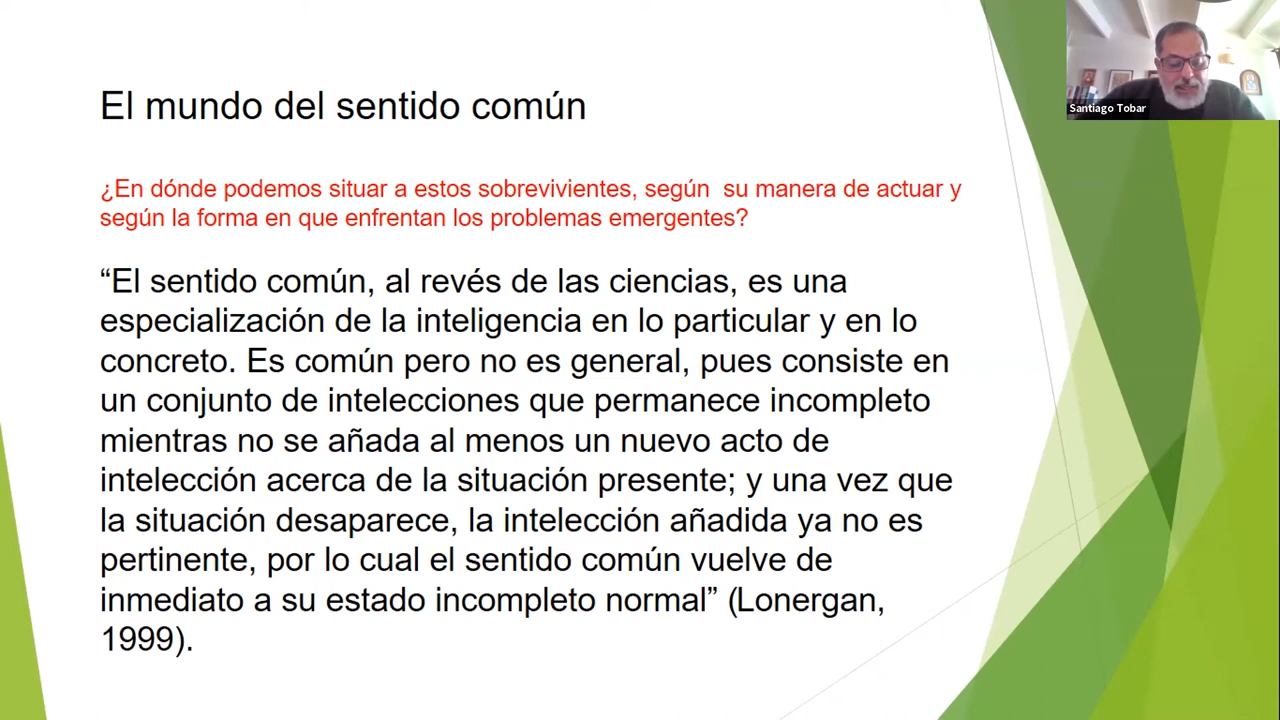 El mundo del sentido común
¿En dónde podemos situar a estos sobrevivientes, según su manera de actuar y
según la forma en que enfrentan los problemas emergentes?
“El sentido común, al revés de las ciencias, es una
especialización de la inteligencia en lo particular y en lo
concreto. Es común pero no es general, pues consiste en
un conjunto de intelecciones que permanece incompleto
mientras no se añada al menos un nuevo acto de
intelección acerca de la situación presente; y una vez que
la situación desaparece, la intelección añadida ya no es
pertinente, por lo cual el sentido común vuelve de
inmediato a su estado incompleto normal” (Lonergan,
1999).
Santiago Tobar